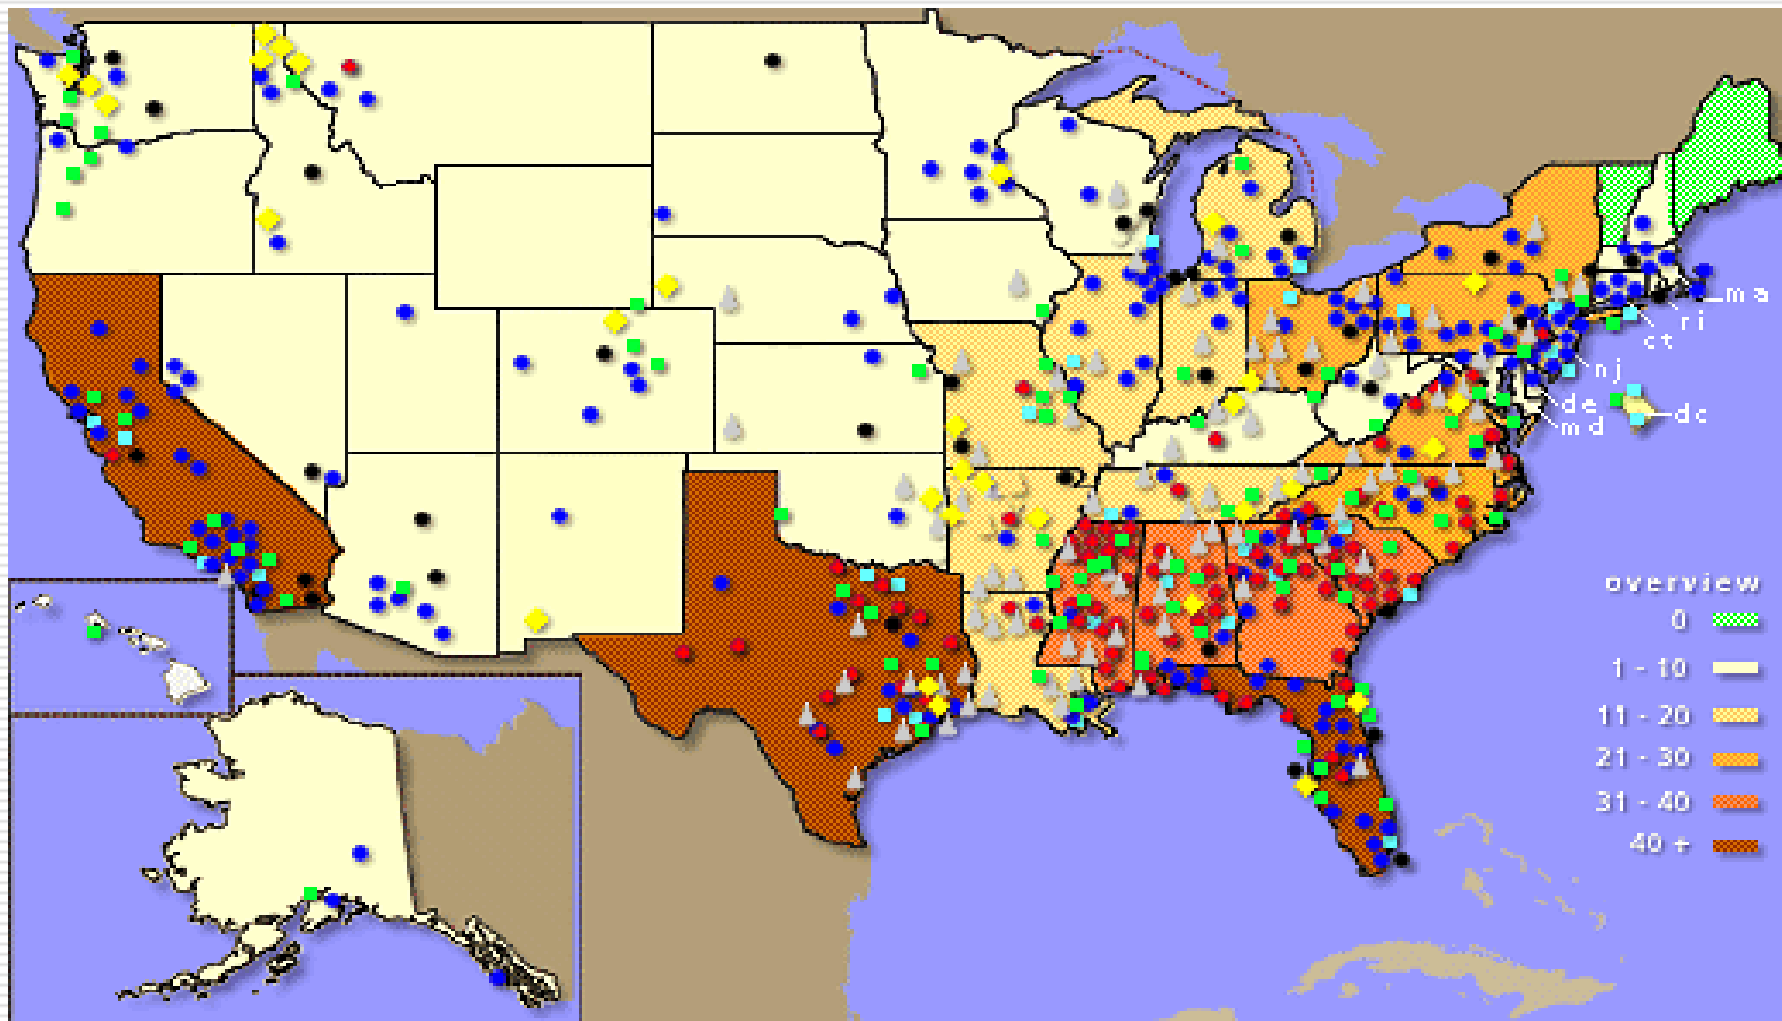 ma
ri
ct
nj
de
md
dc
overview
0
1 - 10
11 - 20
21 - 30
31 - 40
40 +